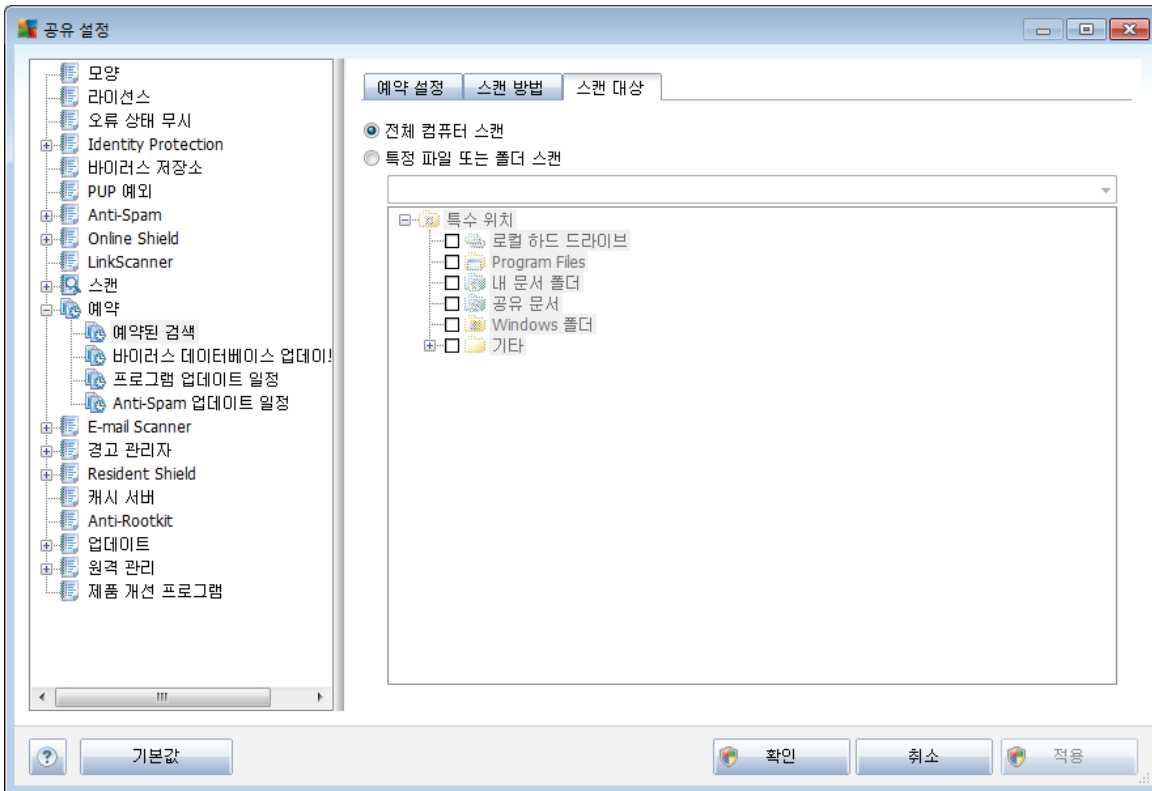 공유 설정
모양
라이선스
오류 상태 무시
Identity Protection
바이러스 저장소
PUP 예외
Anti-Spam
Online Shield
LinkScanner
스캔
예약
예약된 검색
바이러스 데이터베이스 업데이!
프로그램 업데이트 일정
Anti-Spam 업데이트 일정
E-mail Scanner
경고 관리자
Resident Shield
캐시 서버
Anti-Rootkit
업데이트
원격 관리
제품 개선 프로그램
예약 설정 스캔 방법 스캔 대상
전체 컴퓨터 스캔
특정 파일 또는 폴더 스캔
특수 위치
로컬 하드 드라이브
Program Files
내 문서 폴더
공유 문서
Windows 폴더
기타
? 기본값 확인 취소 적용